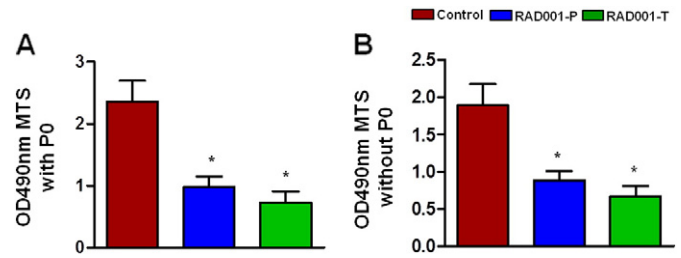 Control RAD001-P RAD001-T
A
OD490nm MTS
with P0
3
2
1
0
*
*
B
OD490nm MTS
without P0
2.5
2.0
1.5
1.0
0.5
0.0
*
*